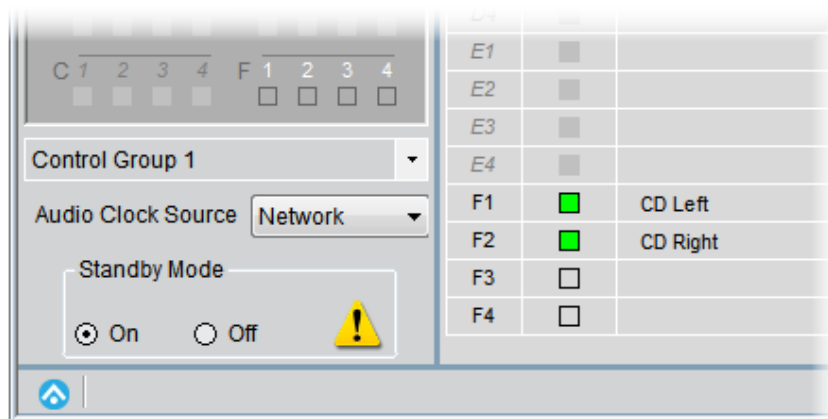 C 1 2 3 4 F 1 2 3 4
Control Group 1
Audio Clock Source Network
Standby Mode
On Off
E1
E2
E3
E4
F1 CD Left
F2 CD Right
F3
F4